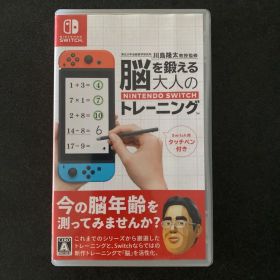 NINTENDO
SWITCH
東北大学加齢医学研究所 川島隆太教授監修
脳を鍛える
大人の
NINTENDO SWITCH
トレーニング
1+3= 4
7×1= 7
2+8= 10
14-8= 6
17-9=
Switch用
タッチペン付き
今の脳年齢を
測ってみませんか?
これまでのシリーズから厳選した
トレーニングと、Switchならではの
新作トレーニングで「脳」を活性化。
CERO
A